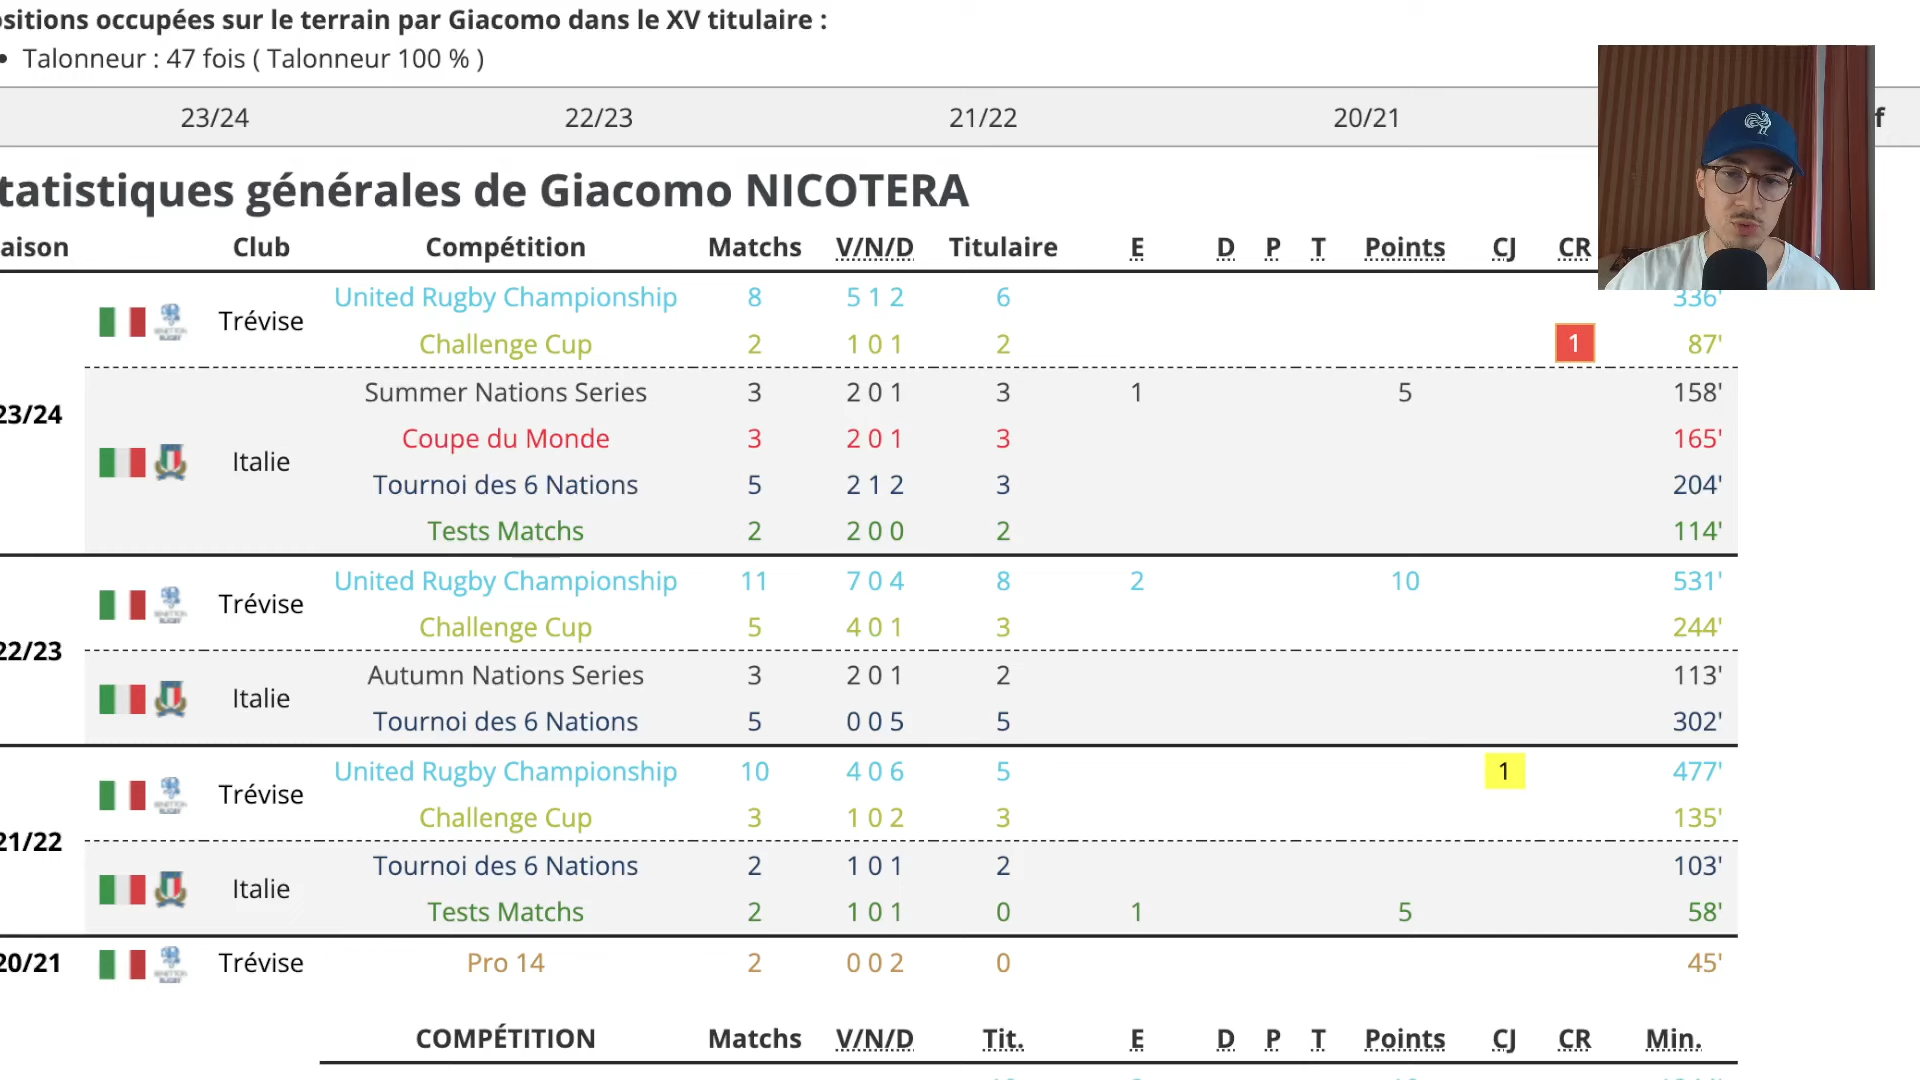 ositions occupées sur le terrain par Giacomo dans le XV titulaire :
• Talonneur : 47 fois ( Talonneur 100 % )
23/24 22/23 21/22 20/21 f
tatistiques générales de Giacomo NICOTERA
aison Club Compétition Matchs V/N/D Titulaire E D P T Points CJ CR
United Rugby Championship 8 5 1 2 6 336'
Trévise
Challenge Cup 2 1 0 1 2 1 87'
Summer Nations Series 3 2 0 1 3 1 5 158'
23/24
Coupe du Monde 3 2 0 1 3 165'
Italie
Tournoi des 6 Nations 5 2 1 2 3 204'
Tests Matchs 2 2 0 0 2 114'
United Rugby Championship 11 7 0 4 8 2 10 531'
Trévise
Challenge Cup 5 4 0 1 3 244'
22/23
Autumn Nations Series 3 2 0 1 2 113'
Italie
Tournoi des 6 Nations 5 0 0 5 5 302'
United Rugby Championship 10 4 0 6 5 1 477'
Trévise
Challenge Cup 3 1 0 2 3 135'
21/22
Tournoi des 6 Nations 2 1 0 1 2 103'
Italie
Tests Matchs 2 1 0 1 0 1 5 58'
20/21 Trévise Pro 14 2 0 0 2 0 45'
COMPÉTITION Matchs V/N/D Tit. E D P T Points CJ CR Min.